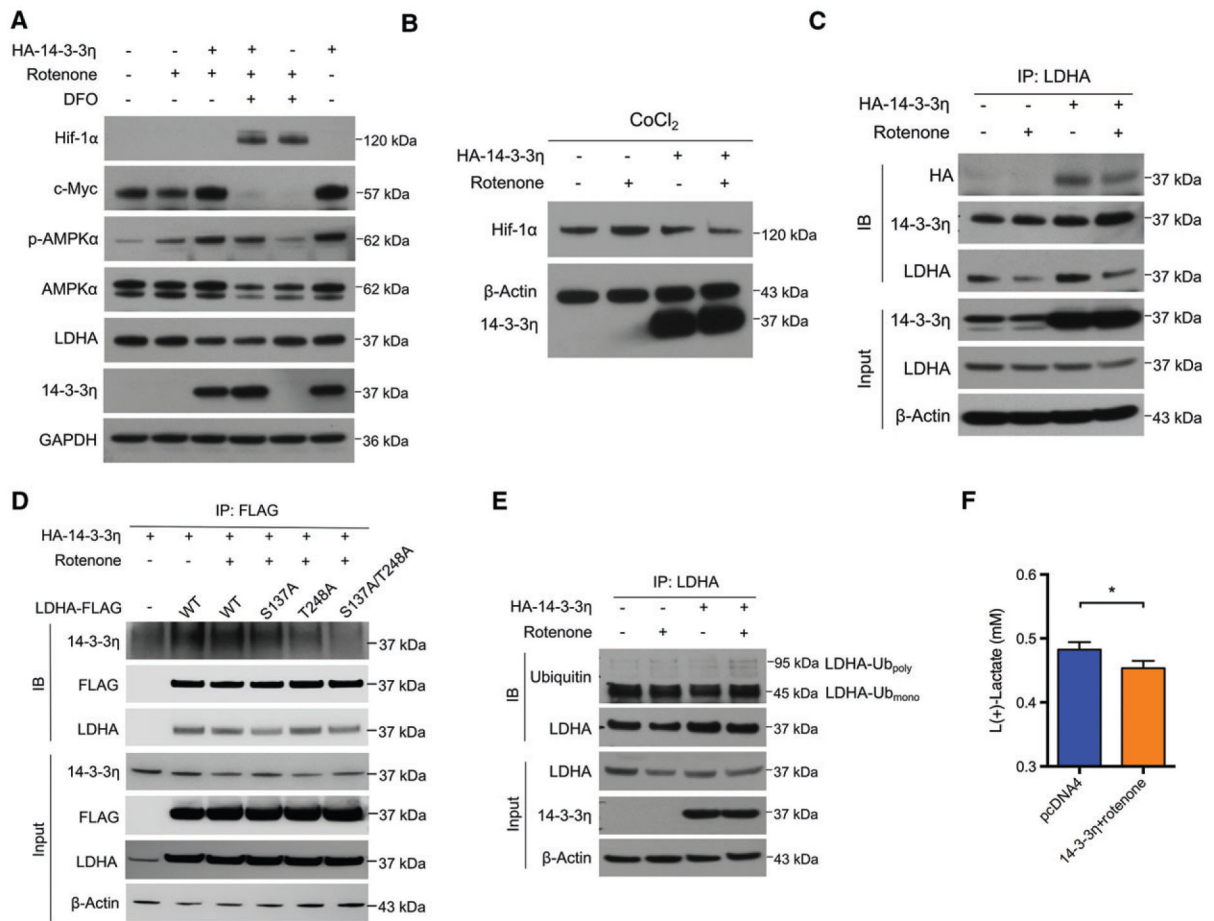 A
HA-14-3-3η - - + + - +
Rotenone - + + + + -
DFO - - - + + -
Hif-1α 120 kDa
c-Myc 57 kDa
p-AMPKα 62 kDa
AMPKα 62 kDa
LDHA 37 kDa
14-3-3η 37 kDa
GAPDH 36 kDa
B
CoCl₂
HA-14-3-3η - - + +
Rotenone - + - +
Hif-1α 120 kDa
β-Actin 43 kDa
14-3-3η 37 kDa
C
IP: LDHA
HA-14-3-3η - - + +
Rotenone - + - +
IB
HA 37 kDa
14-3-3η 37 kDa
LDHA 37 kDa
Input
14-3-3η 37 kDa
LDHA 37 kDa
β-Actin 43 kDa
D
IP: FLAG
HA-14-3-3η + + + + + +
Rotenone - - + + + +
LDHA-FLAG - WT WT S137A T248A S137A/T248A
IB
14-3-3η 37 kDa
FLAG 37 kDa
LDHA 37 kDa
Input
14-3-3η 37 kDa
FLAG 37 kDa
LDHA 37 kDa
β-Actin 43 kDa
E
IP: LDHA
HA-14-3-3η - - + +
Rotenone - + - +
IB
Ubiquitin 95 kDa LDHA-Ubpoly
45 kDa LDHA-Ubmono
LDHA 37 kDa
Input
LDHA 37 kDa
14-3-3η 37 kDa
β-Actin 43 kDa
F
L(+)-Lactate (mM)
0.6
0.5
0.4
0.3
*
pcDNA4
14-3-3η+rotenone